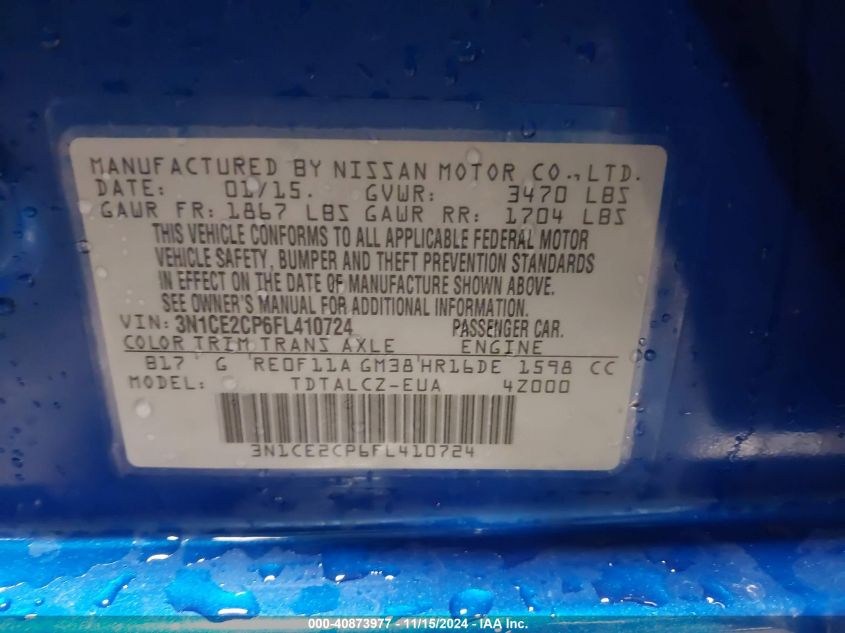 MANUFACTURED BY NISSAN MOTOR CO., LTD.
DATE: 01/15. GVWR: 3470 LBS
GAWR FR: 1867 LBS GAWR RR: 1704 LBS
THIS VEHICLE CONFORMS TO ALL APPLICABLE FEDERAL MOTOR
VEHICLE SAFETY, BUMPER AND THEFT PREVENTION STANDARDS
IN EFFECT ON THE DATE OF MANUFACTURE SHOWN ABOVE.
SEE OWNER'S MANUAL FOR ADDITIONAL INFORMATION.
VIN: 3N1CE2CP6FL410724 PASSENGER CAR.
COLOR TRIM TRANS AXLE ENGINE
B17 G RE0F11A GM38 HR16DE 1598 CC
MODEL: TDTALCZ-EUA 4Z000
3N1CE2CP6FL410724
000-40873977 - 11/15/2024 - IAA Inc.